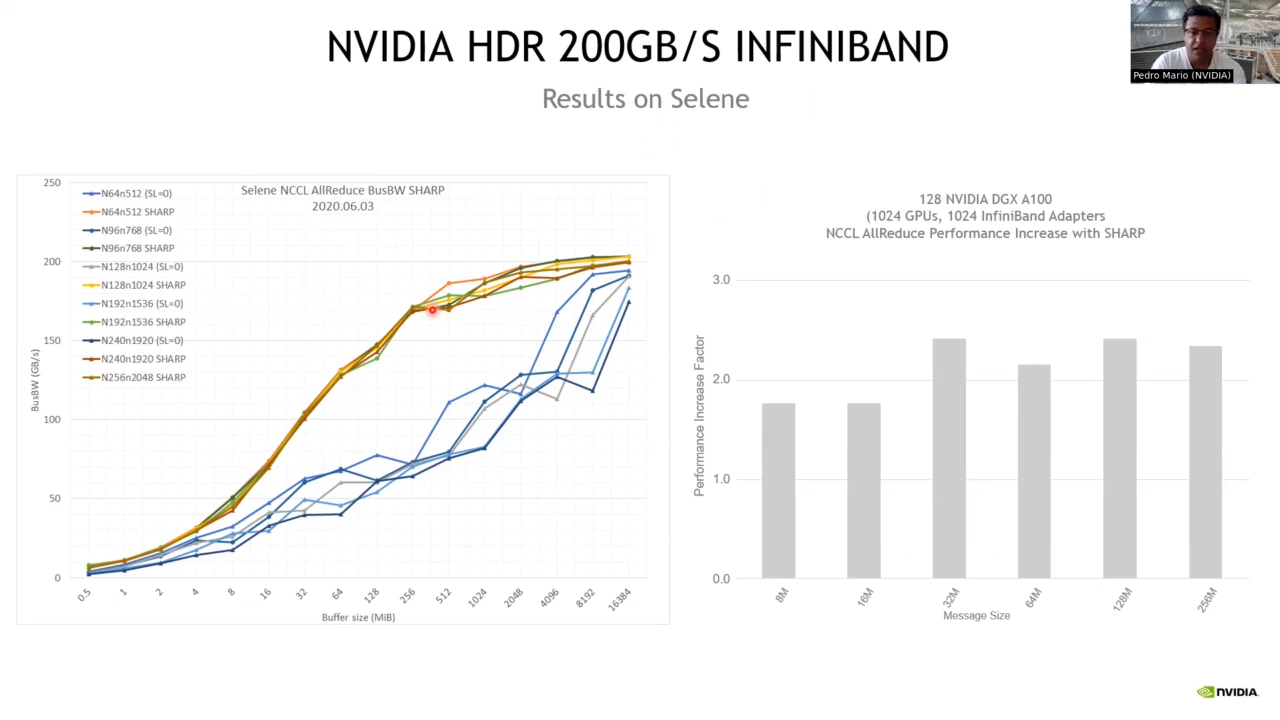 NVIDIA HDR 200GB/S INFINIBAND
Results on Selene
Pedro Mario (NVIDIA)
Selene NCCL AllReduce BusBW SHARP
2020.06.03
N64n512 (SL=0)
N64n512 SHARP
N96n768 (SL=0)
N96n768 SHARP
N128n1024 (SL=0)
N128n1024 SHARP
N192n1536 (SL=0)
N192n1536 SHARP
N240n1920 (SL=0)
N240n1920 SHARP
N256n2048 SHARP
250
200
150
100
50
0
BusBW (GB/s)
0.5 1 2 4 8 16 32 64 128 256 512 1024 2048 4096 8192 16384
Buffer size (MiB)
128 NVIDIA DGX A100
(1024 GPUs, 1024 InfiniBand Adapters
NCCL AllReduce Performance Increase with SHARP
3.0
2.0
1.0
0.0
Performance Increase Factor
8M 16M 32M 64M 128M 256M
Message Size
NVIDIA.